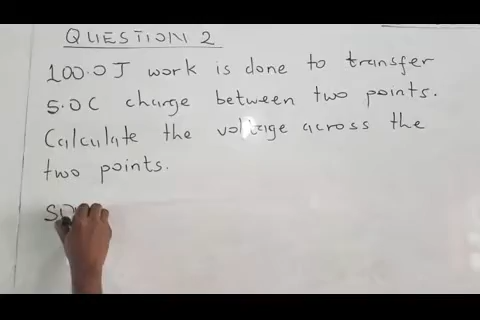 QUESTION 2
100.0J work is done to transfer
5.0C charge between two points.
Calculate the voltage across the
two points.